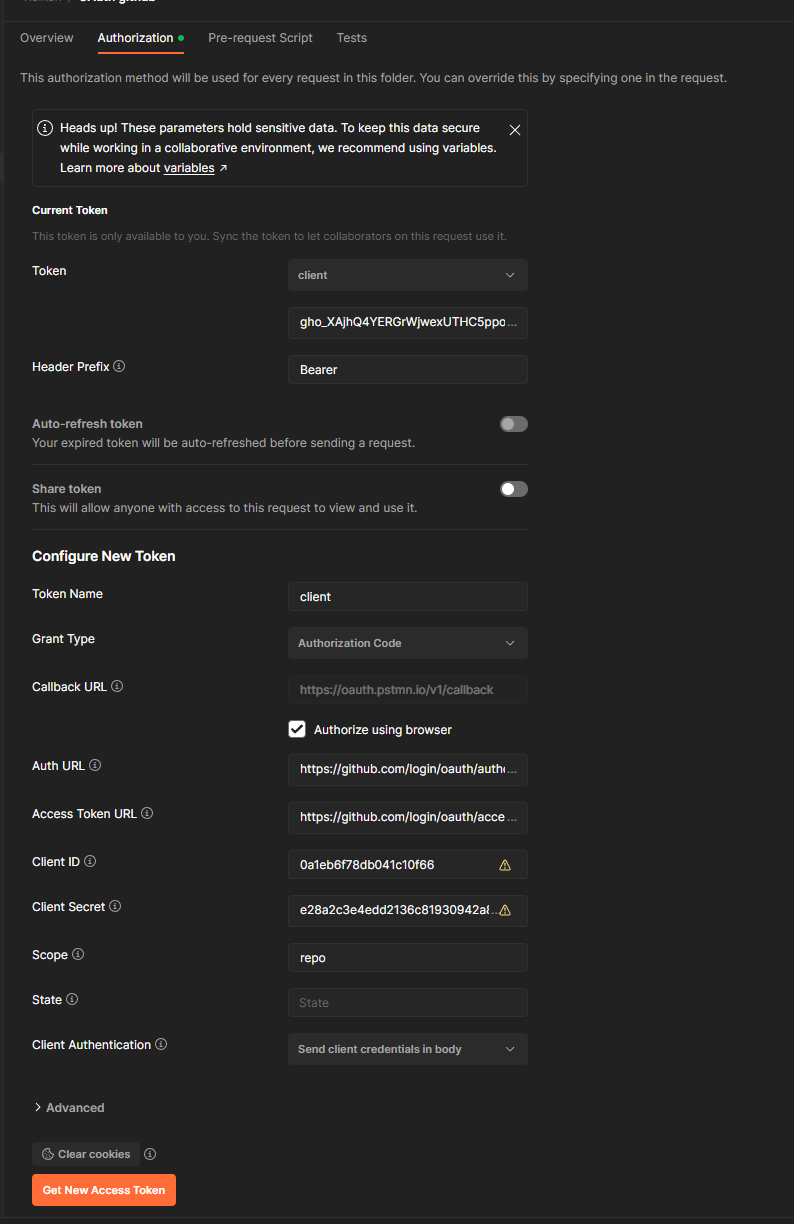 Overview Authorization Pre-request Script Tests
This authorization method will be used for every request in this folder. You can override this by specifying one in the request.
Heads up! These parameters hold sensitive data. To keep this data secure
while working in a collaborative environment, we recommend using variables.
Learn more about variables ↗
Current Token
This token is only available to you. Sync the token to let collaborators on this request use it.
Token
client
gho_XAjhQ4YERGrWjwexUTHC5ppo...
Header Prefix
Bearer
Auto-refresh token
Your expired token will be auto-refreshed before sending a request.
Share token
This will allow anyone with access to this request to view and use it.
Configure New Token
Token Name
client
Grant Type
Authorization Code
Callback URL
https://oauth.pstmn.io/v1/callback
Authorize using browser
Auth URL
https://github.com/login/oauth/auth...
Access Token URL
https://github.com/login/oauth/acce...
Client ID
0a1eb6f78db041c10f66
Client Secret
e28a2c3e4edd2136c81930942a8...
Scope
repo
State
State
Client Authentication
Send client credentials in body
Advanced
Clear cookies
Get New Access Token